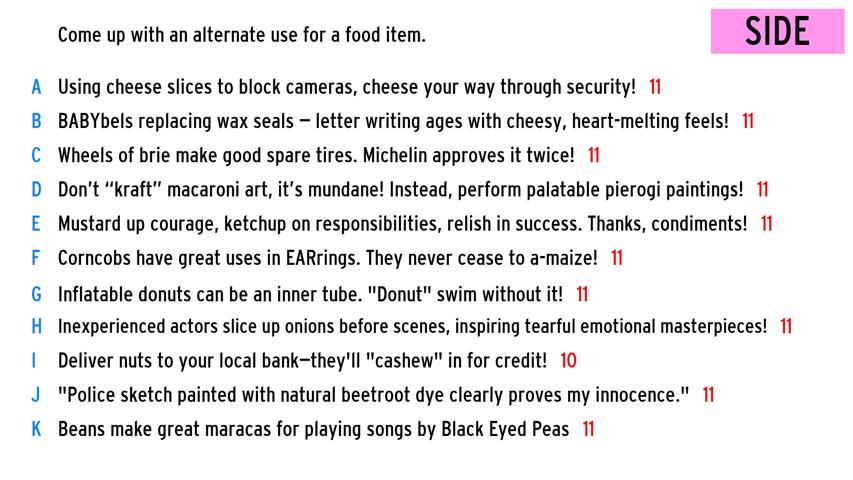 Come up with an alternate use for a food item.
SIDE
A Using cheese slices to block cameras, cheese your way through security! 11
B BABYbels replacing wax seals – letter writing ages with cheesy, heart-melting feels! 11
C Wheels of brie make good spare tires. Michelin approves it twice! 11
D Don't “kraft” macaroni art, it's mundane! Instead, perform palatable pierogi paintings! 11
E Mustard up courage, ketchup on responsibilities, relish in success. Thanks, condiments! 11
F Corncobs have great uses in EARrings. They never cease to a-maize! 11
G Inflatable donuts can be an inner tube. "Donut" swim without it! 11
H Inexperienced actors slice up onions before scenes, inspiring tearful emotional masterpieces! 11
I Deliver nuts to your local bank—they'll "cashew" in for credit! 10
J "Police sketch painted with natural beetroot dye clearly proves my innocence." 11
K Beans make great maracas for playing songs by Black Eyed Peas 11